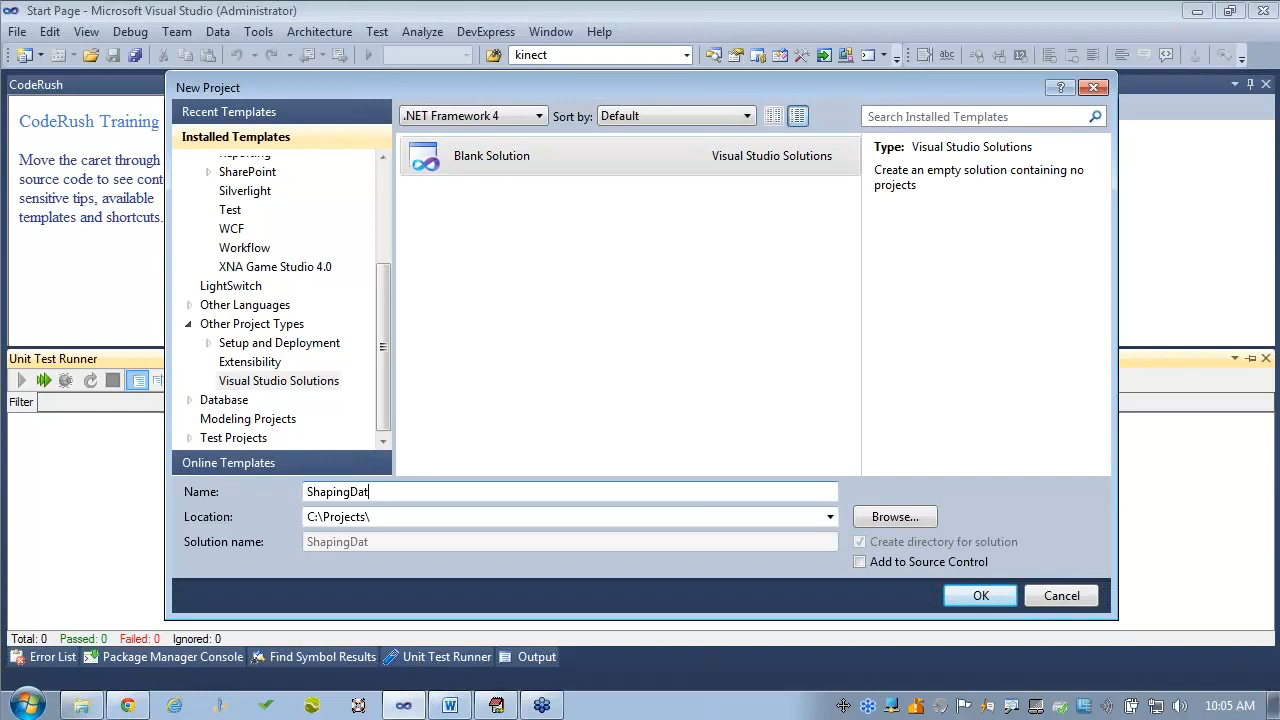 Start Page - Microsoft Visual Studio (Administrator)
File Edit View Debug Team Data Tools Architecture Test Analyze DevExpress Window Help
kinect
CodeRush
CodeRush Training
Move the caret through
source code to see cont
sensitive tips, available
templates and shortcuts.
New Project
Recent Templates
Installed Templates
Reporting
SharePoint
Silverlight
Test
WCF
Workflow
XNA Game Studio 4.0
LightSwitch
Other Languages
Other Project Types
Setup and Deployment
Extensibility
Visual Studio Solutions
Database
Modeling Projects
Test Projects
Online Templates
.NET Framework 4 Sort by: Default
Search Installed Templates
Blank Solution Visual Studio Solutions
Type: Visual Studio Solutions
Create an empty solution containing no
projects
Name: ShapingDat
Location: C:\Projects\ Browse...
Solution name: ShapingDat Create directory for solution
Add to Source Control
OK Cancel
Unit Test Runner
Filter
Total: 0 Passed: 0 Failed: 0 Ignored: 0
Error List Package Manager Console Find Symbol Results Unit Test Runner Output
10:05 AM